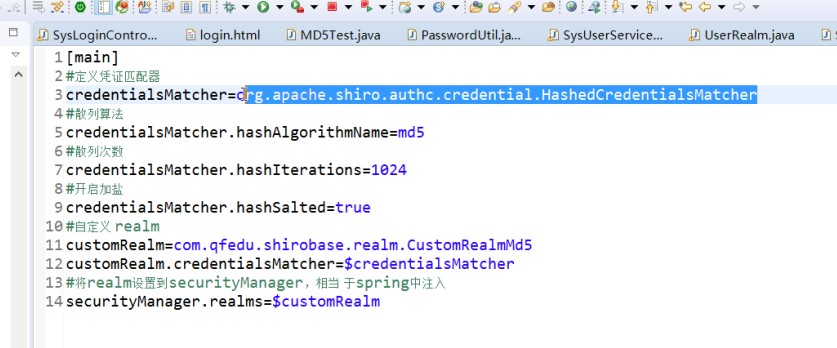 SysLoginContro... login.html MD5Test.java PasswordUtil.ja... SysUserService... UserRealm.java
1 [main]
2 #定义凭证匹配器
3 credentialsMatcher=org.apache.shiro.authc.credential.HashedCredentialsMatcher
4 #散列算法
5 credentialsMatcher.hashAlgorithmName=md5
6 #散列次数
7 credentialsMatcher.hashIterations=1024
8 #开启加盐
9 credentialsMatcher.hashSalted=true
10 #自定义 realm
11 customRealm=com.qfedu.shirobase.realm.CustomRealmMd5
12 customRealm.credentialsMatcher=$credentialsMatcher
13 #将realm设置到securityManager，相当 于spring中注入
14 securityManager.realms=$customRealm